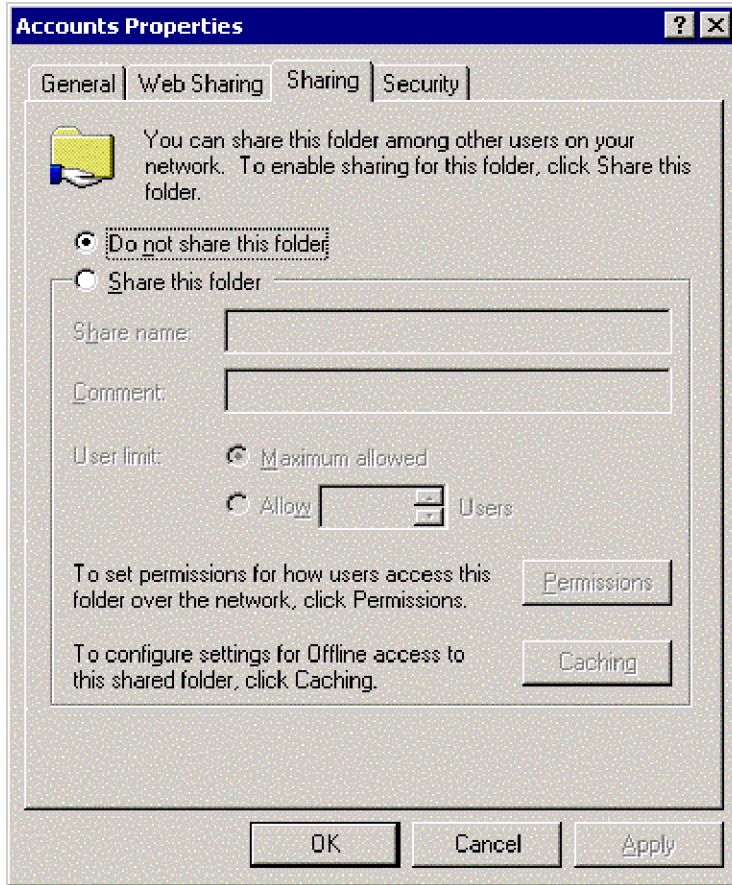 Accounts Properties
General Web Sharing Sharing Security
You can share this folder among other users on your
network. To enable sharing for this folder, click Share this
folder.
Do not share this folder
Share this folder
Share name:
Comment:
User limit: Maximum allowed
Allow Users
To set permissions for how users access this
folder over the network, click Permissions.
Permissions
To configure settings for Offline access to
this shared folder, click Caching.
Caching
OK Cancel Apply